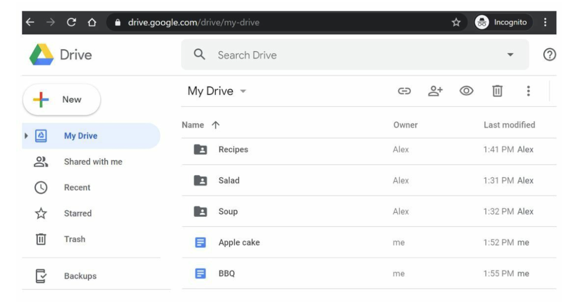 drive.google.com/drive/my-drive
Incognito
Drive
Search Drive
New
My Drive
Name
Owner
Last modified
My Drive
Recipes
Alex
1:41 PM Alex
Shared with me
Salad
Alex
1:31 PM Alex
Recent
Starred
Soup
Alex
1:32 PM Alex
Trash
Apple cake
me
1:52 PM me
Backups
BBQ
me
1:55 PM me